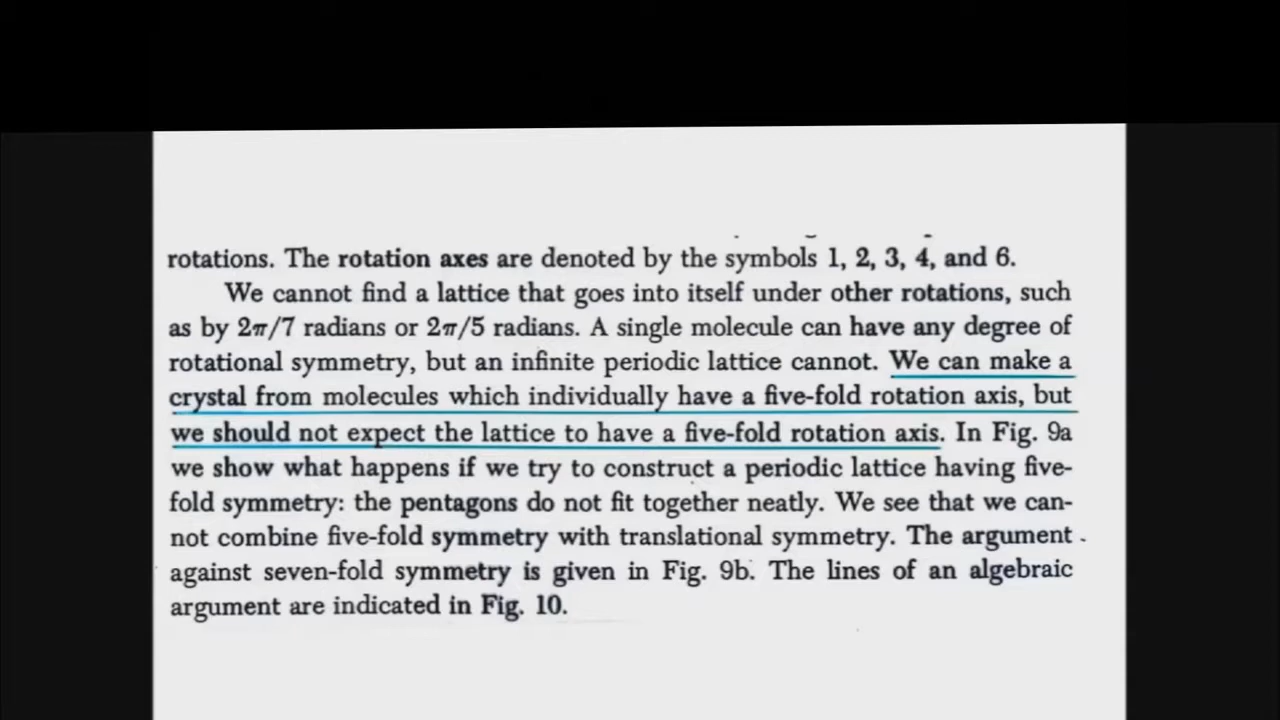 rotations. The rotation axes are denoted by the symbols 1, 2, 3, 4, and 6.
We cannot find a lattice that goes into itself under other rotations, such
as by 2π/7 radians or 2π/5 radians. A single molecule can have any degree of
rotational symmetry, but an infinite periodic lattice cannot. We can make a
crystal from molecules which individually have a five-fold rotation axis, but
we should not expect the lattice to have a five-fold rotation axis. In Fig. 9a
we show what happens if we try to construct a periodic lattice having five-
fold symmetry: the pentagons do not fit together neatly. We see that we can-
not combine five-fold symmetry with translational symmetry. The argument
against seven-fold symmetry is given in Fig. 9b. The lines of an algebraic
argument are indicated in Fig. 10.